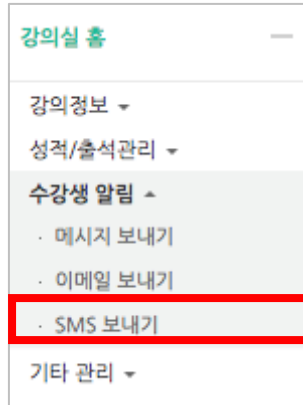 강의실 홈
강의정보
성적/출석관리
수강생 알림
· 메시지 보내기
· 이메일 보내기
· SMS 보내기
기타 관리